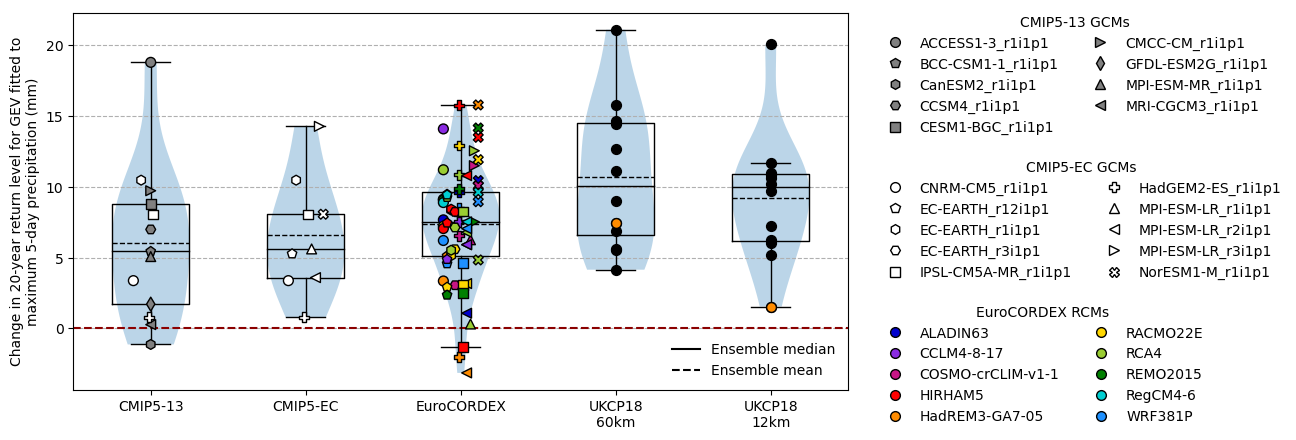 Change in 20-year return level for GEV fitted to
maximum 5-day precipitation (mm)
20
15
10
5
0
CMIP5-13
CMIP5-EC
EuroCORDEX
UKCP18
60km
UKCP18
12km
Ensemble median
Ensemble mean
CMIP5-13 GCMs
ACCESS1-3_r1i1p1
BCC-CSM1-1_r1i1p1
CanESM2_r1i1p1
CCSM4_r1i1p1
CESM1-BGC_r1i1p1
CMCC-CM_r1i1p1
GFDL-ESM2G_r1i1p1
MPI-ESM-MR_r1i1p1
MRI-CGCM3_r1i1p1
CMIP5-EC GCMs
CNRM-CM5_r1i1p1
EC-EARTH_r12i1p1
EC-EARTH_r1i1p1
EC-EARTH_r3i1p1
IPSL-CM5A-MR_r1i1p1
HadGEM2-ES_r1i1p1
MPI-ESM-LR_r1i1p1
MPI-ESM-LR_r2i1p1
MPI-ESM-LR_r3i1p1
NorESM1-M_r1i1p1
EuroCORDEX RCMs
ALADIN63
CCLM4-8-17
COSMO-crCLIM-v1-1
HIRHAM5
HadREM3-GA7-05
RACMO22E
RCA4
REMO2015
RegCM4-6
WRF381P